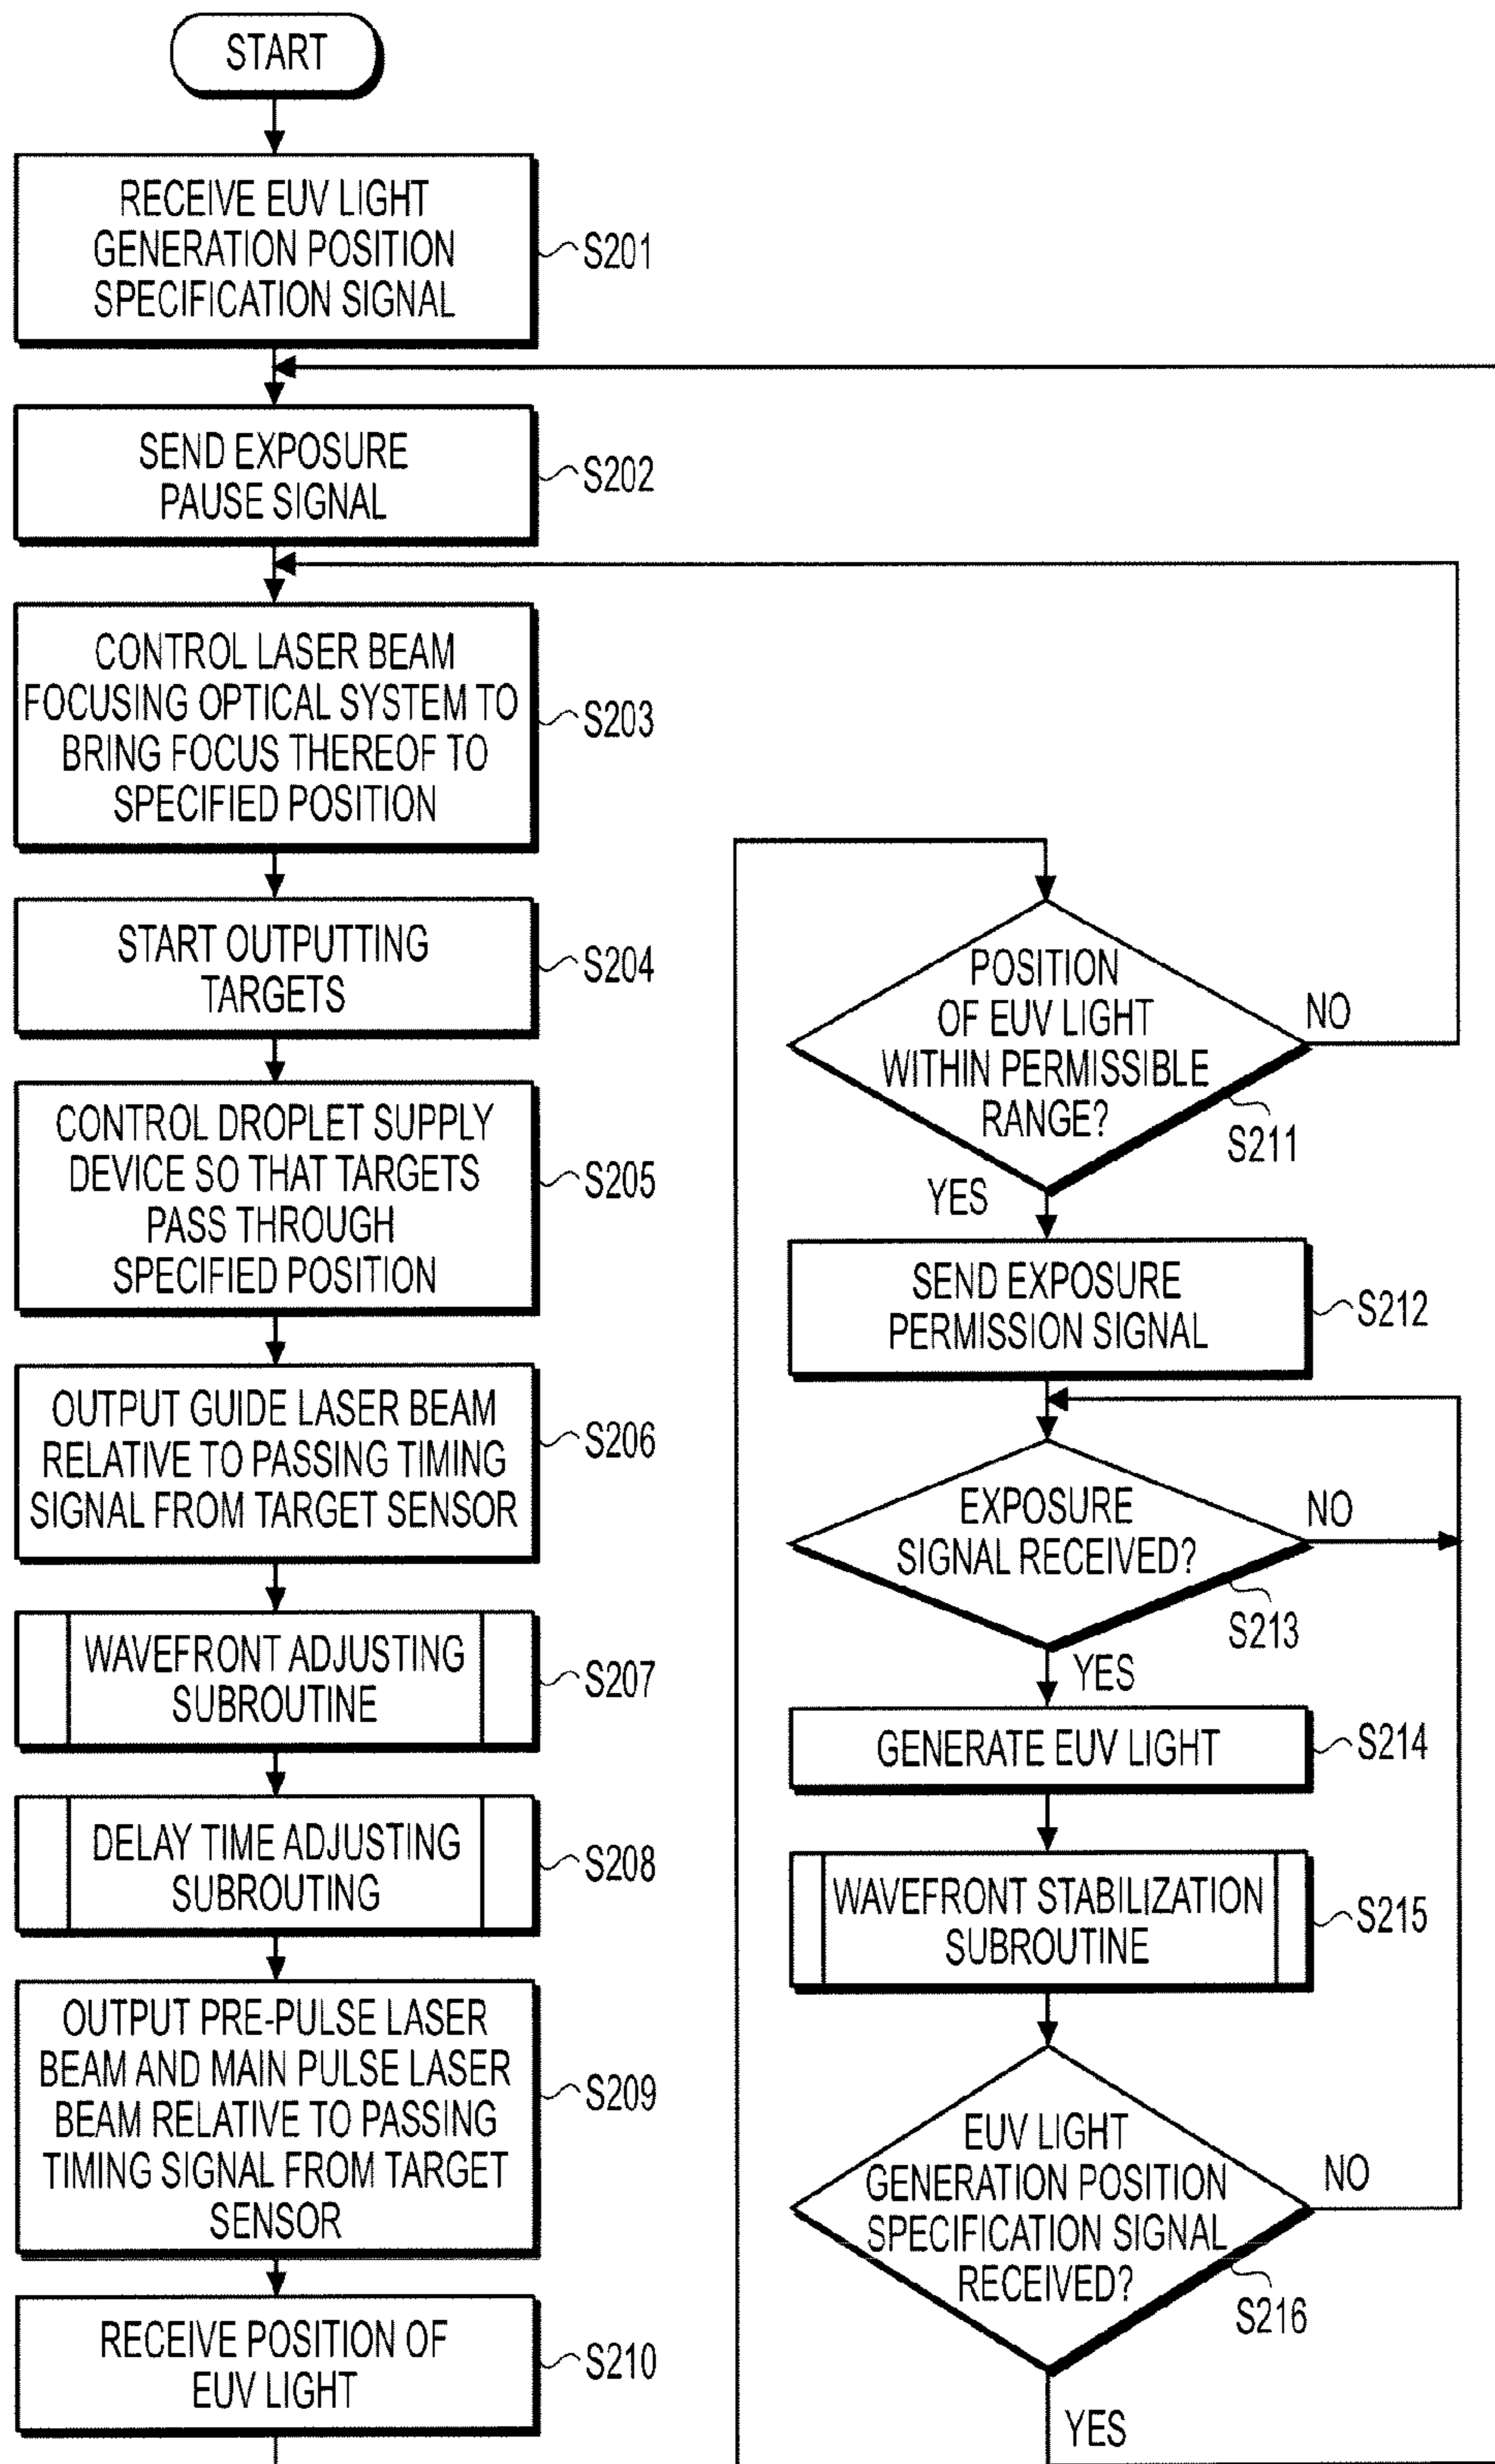 START
RECEIVE EUV LIGHT
GENERATION POSITION
SPECIFICATION SIGNAL
S201
SEND EXPOSURE
PAUSE SIGNAL
S202
CONTROL LASER BEAM
FOCUSING OPTICAL SYSTEM TO
BRING FOCUS THEREOF TO
SPECIFIED POSITION
S203
START OUTPUTTING
TARGETS
S204
CONTROL DROPLET SUPPLY
DEVICE SO THAT TARGETS
PASS THROUGH
SPECIFIED POSITION
S205
OUTPUT GUIDE LASER BEAM
RELATIVE TO PASSING TIMING
SIGNAL FROM TARGET SENSOR
S206
WAVEFRONT ADJUSTING
SUBROUTINE
S207
DELAY TIME ADJUSTING
SUBROUTING
S208
OUTPUT PRE-PULSE LASER
BEAM AND MAIN PULSE LASER
BEAM RELATIVE TO PASSING
TIMING SIGNAL FROM TARGET
SENSOR
S209
RECEIVE POSITION OF
EUV LIGHT
S210
POSITION
OF EUV LIGHT
WITHIN PERMISSIBLE
RANGE?
NO
S211
YES
SEND EXPOSURE
PERMISSION SIGNAL
S212
EXPOSURE
SIGNAL RECEIVED?
NO
S213
YES
GENERATE EUV LIGHT
S214
WAVEFRONT STABILIZATION
SUBROUTINE
S215
EUV LIGHT
GENERATION POSITION
SPECIFICATION SIGNAL
RECEIVED?
NO
S216
YES